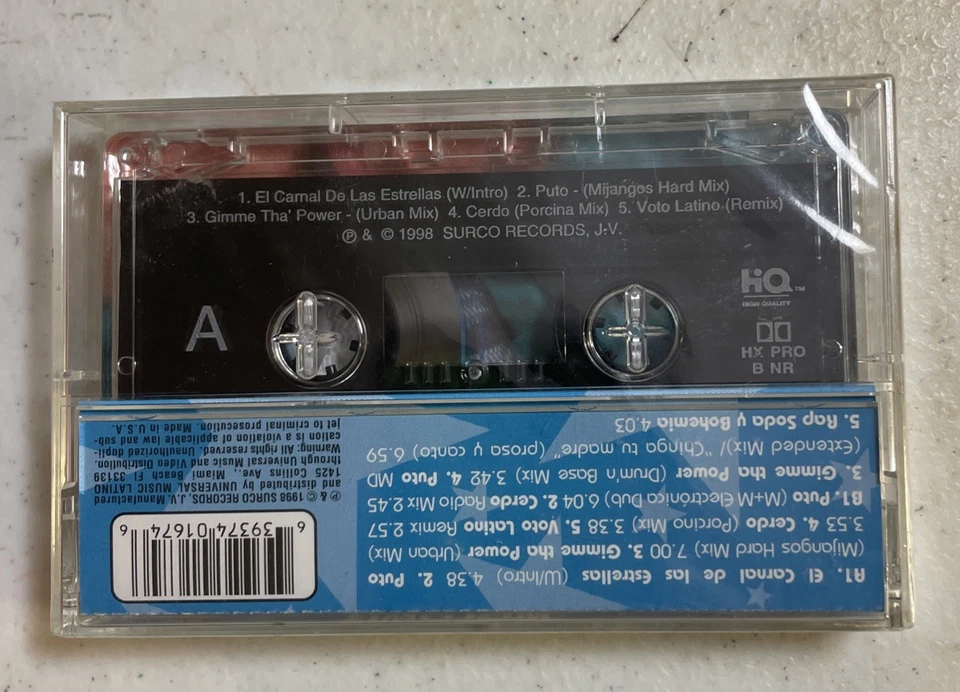 1. El Carnal De Las Estrellas (W/Intro) 2. Puto - (Mijangos Hard Mix)
3. Gimme Tha' Power - (Urban Mix) 4. Cerdo (Porcina Mix) 5. Voto Latino (Remix)
℗ & © 1998 SURCO RECORDS, J.V.
A
HiQ™
HIGH QUALITY
HX PRO
B NR
A1. El Carnal de las Estrellas (W/Intro) 4.38 2. Puto
(Mijangos Hard Mix) 7.00 3. Gimme tha Power (Urban Mix)
3.53 4. Cerdo (Porcino Mix) 3.38 5. Voto Latino Remix 2.57
B1. Puto (M+M Electrónica Dub) 6.04 2. Cerdo Radio Mix 2.45
3. Gimme tha Power (Drum'n Base Mix) 3.42 4. Puto MD
(Extended Mix)/ "Chinga tu madre" (prosa y conto) 6.59
5. Rap Soda y Bohemia 4.03
6 39374 01674 6
℗ © 1998 SURCO RECORDS, J.V. Manufactured
and distributed by UNIVERSAL MUSIC LATINO
1425 Collins Ave. Miami Beach, FL 33139
through Universal Music and Video Distribution.
Warning: All rights reserved. Unauthorized dupli-
cation is a violation of applicable law and sub-
jet to criminal prosecution. Made in U.S.A.